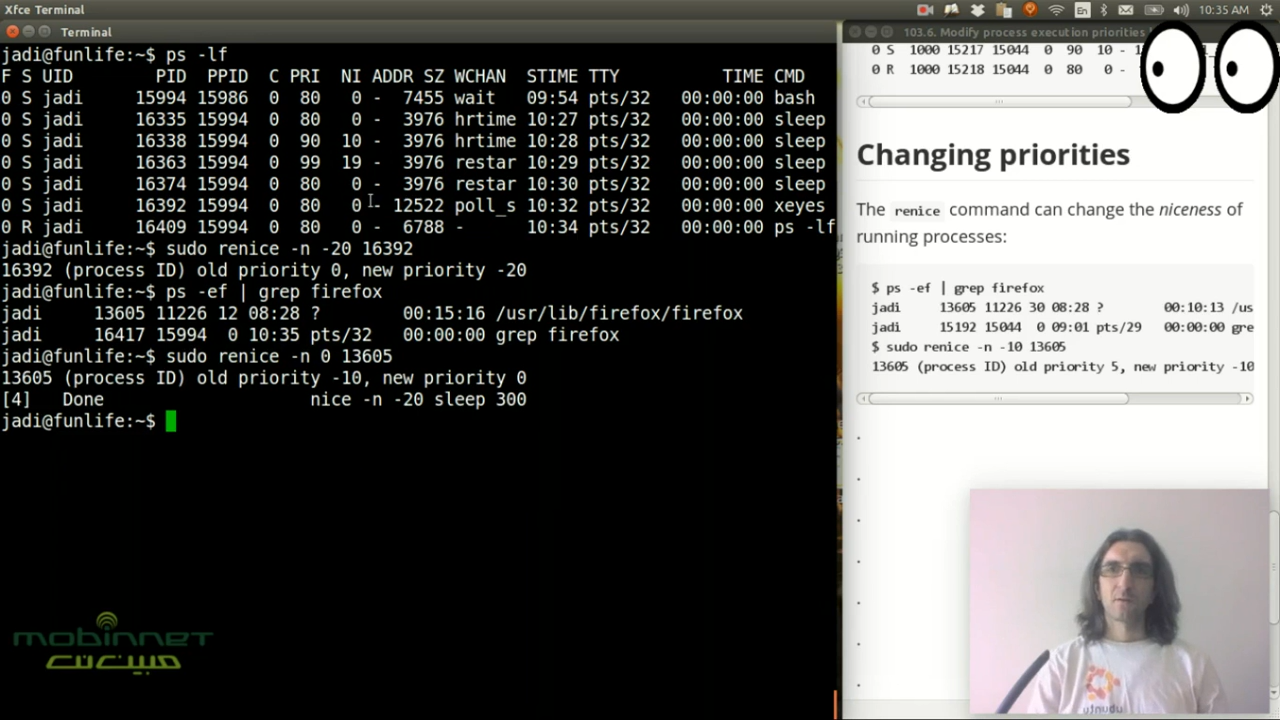 Xfce Terminal
En
10:35 AM
Terminal
jadi@funlife:~$ ps -lf
F S UID PID PPID C PRI NI ADDR SZ WCHAN STIME TTY TIME CMD
0 S jadi 15994 15986 0 80 0 - 7455 wait 09:54 pts/32 00:00:00 bash
0 S jadi 16335 15994 0 80 0 - 3976 hrtime 10:27 pts/32 00:00:00 sleep
0 S jadi 16338 15994 0 90 10 - 3976 hrtime 10:28 pts/32 00:00:00 sleep
0 S jadi 16363 15994 0 99 19 - 3976 restar 10:29 pts/32 00:00:00 sleep
0 S jadi 16374 15994 0 80 0 - 3976 restar 10:30 pts/32 00:00:00 sleep
0 S jadi 16392 15994 0 80 0 - 12522 poll_s 10:32 pts/32 00:00:00 xeyes
0 R jadi 16409 15994 0 80 0 - 6788 - 10:34 pts/32 00:00:00 ps -lf
jadi@funlife:~$ sudo renice -n -20 16392
16392 (process ID) old priority 0, new priority -20
jadi@funlife:~$ ps -ef | grep firefox
jadi 13605 11226 12 08:28 ? 00:15:16 /usr/lib/firefox/firefox
jadi 16417 15994 0 10:35 pts/32 00:00:00 grep firefox
jadi@funlife:~$ sudo renice -n 0 13605
13605 (process ID) old priority -10, new priority 0
[4] Done nice -n -20 sleep 300
jadi@funlife:~$
mobinnet
مبین نت
103.6. Modify process execution priorities
0 S 1000 15217 15044 0 90 10 -
0 R 1000 15218 15044 0 80 0 -
Changing priorities
The renice command can change the niceness of
running processes:
$ ps -ef | grep firefox
jadi 13605 11226 30 08:28 ? 00:10:13 /us
jadi 15192 15044 0 09:01 pts/29 00:00:00 gre
$ sudo renice -n -10 13605
13605 (process ID) old priority 5, new priority -10